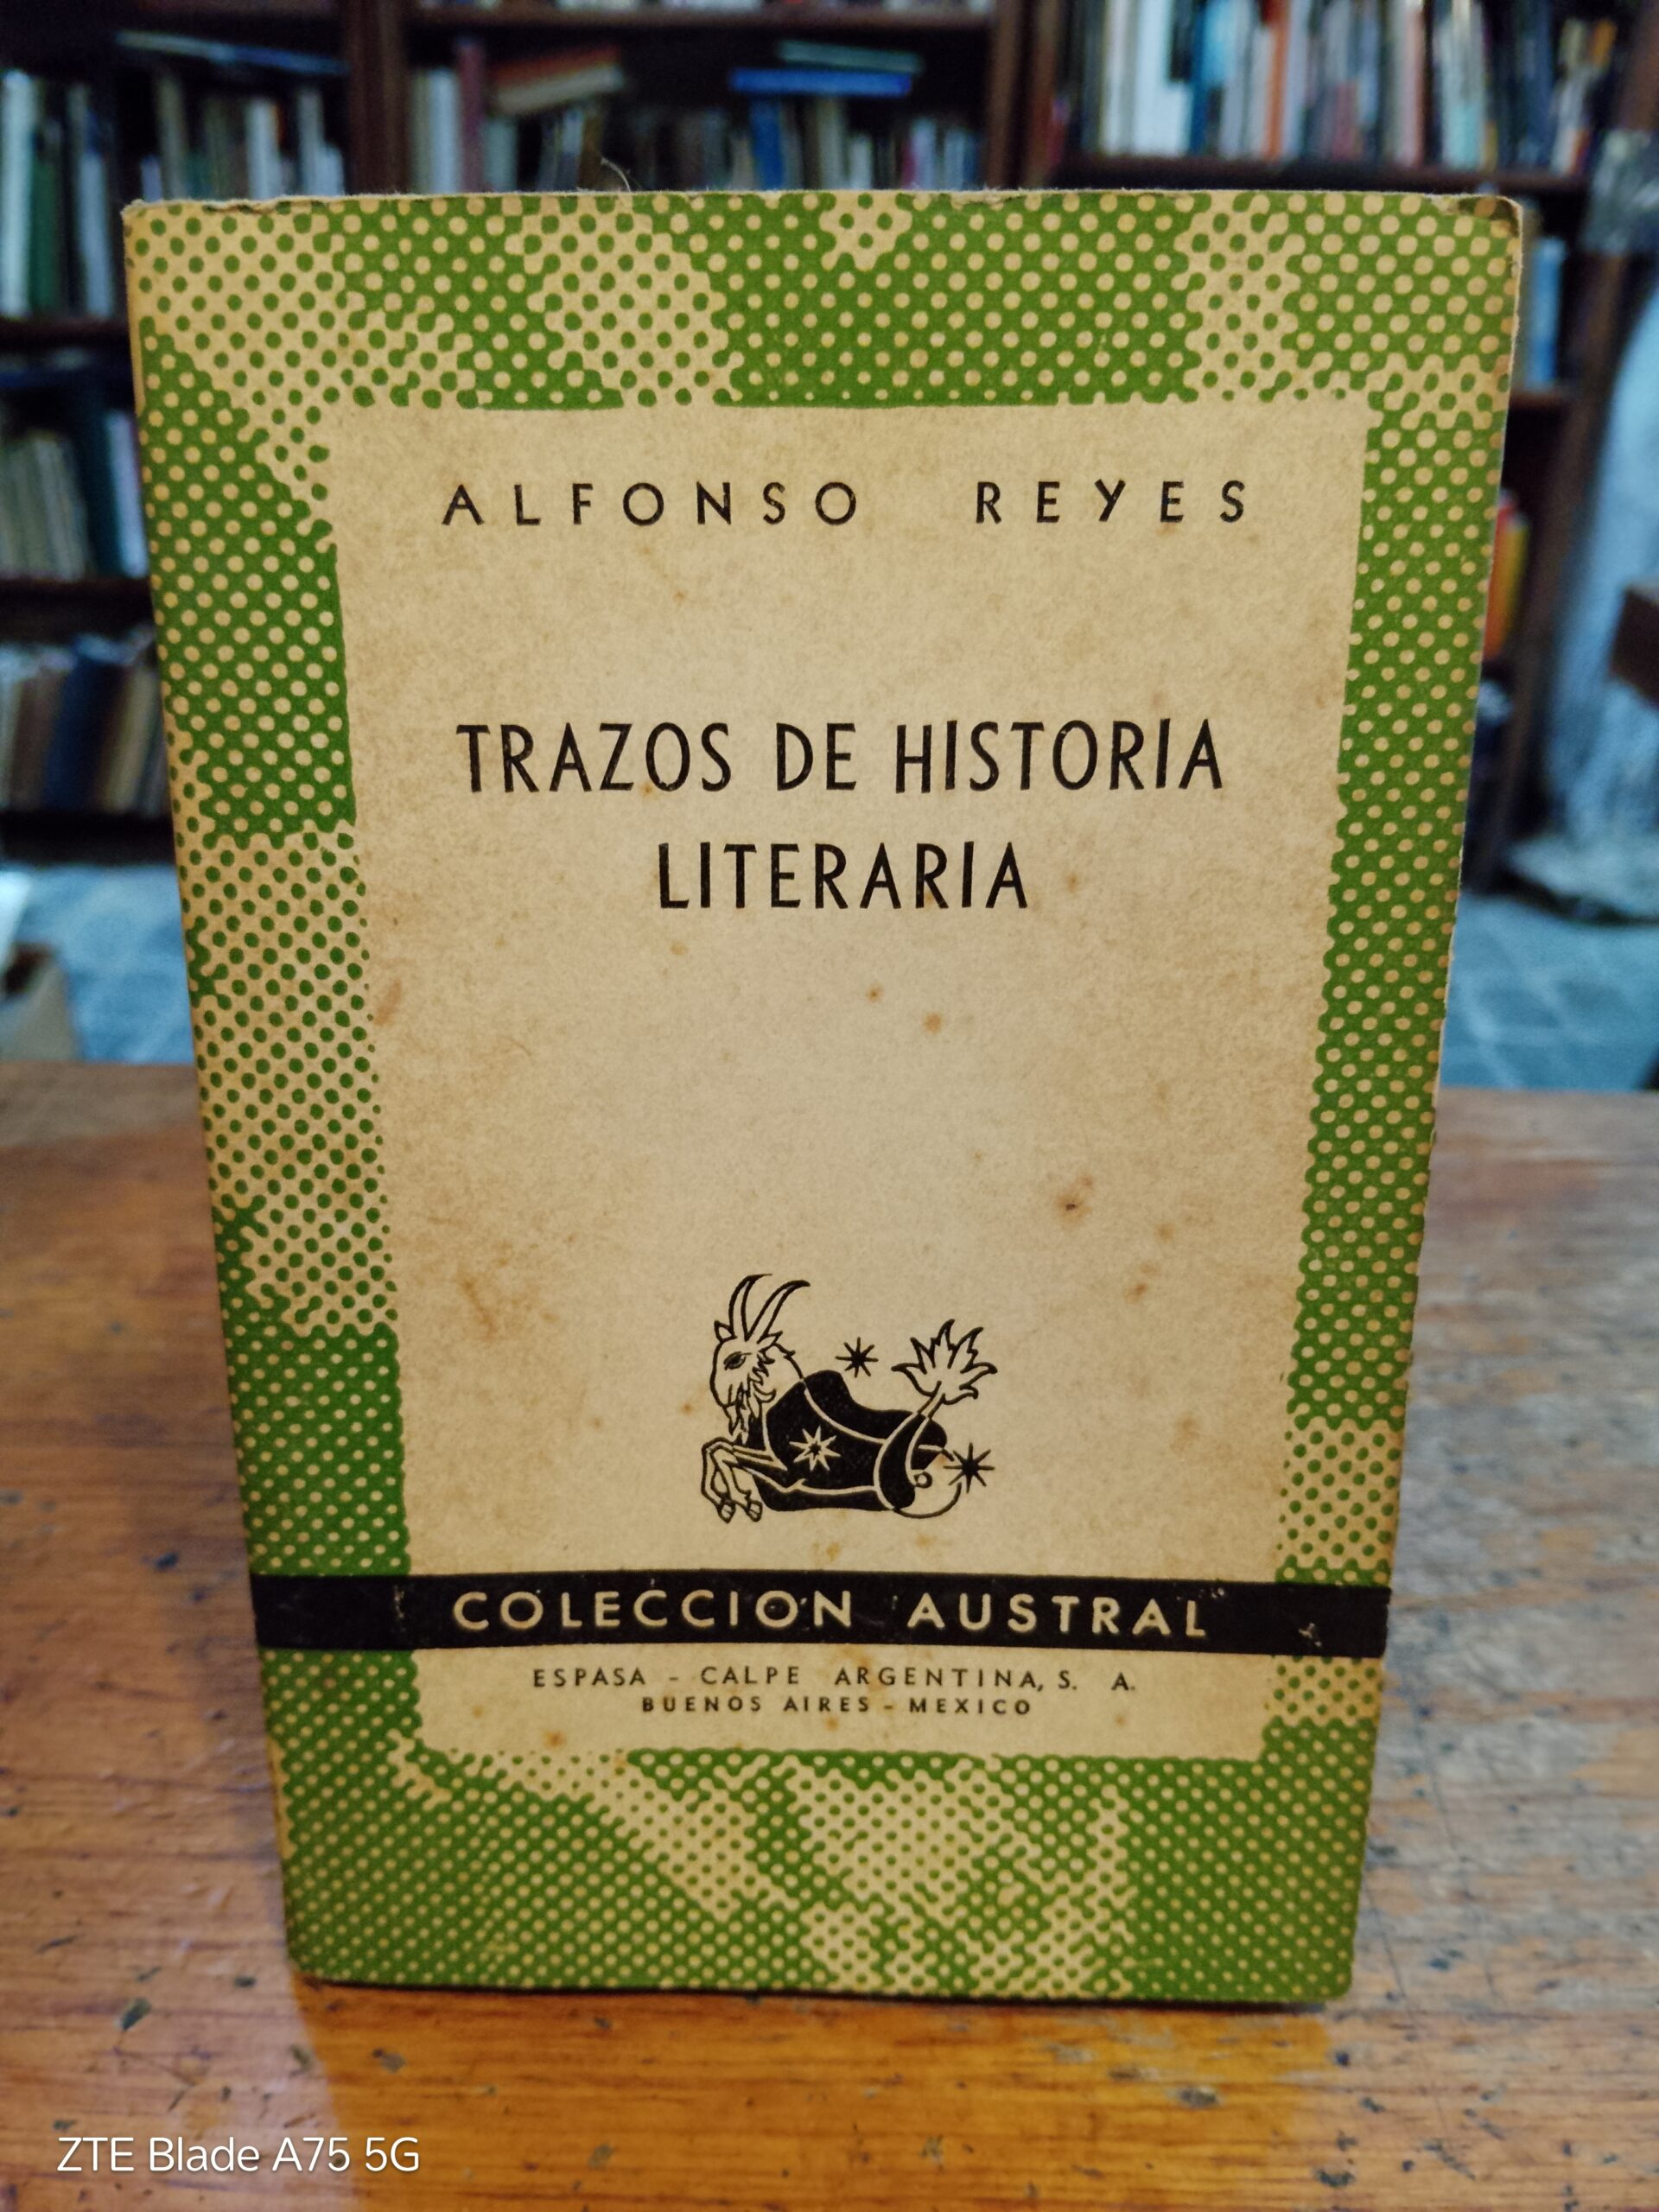 ALFONSO REYES
TRAZOS DE HISTORIA
LITERARIA
COLECCION AUSTRAL
ESPASA - CALPE ARGENTINA, S. A.
BUENOS AIRES - MEXICO
ZTE Blade A75 5G